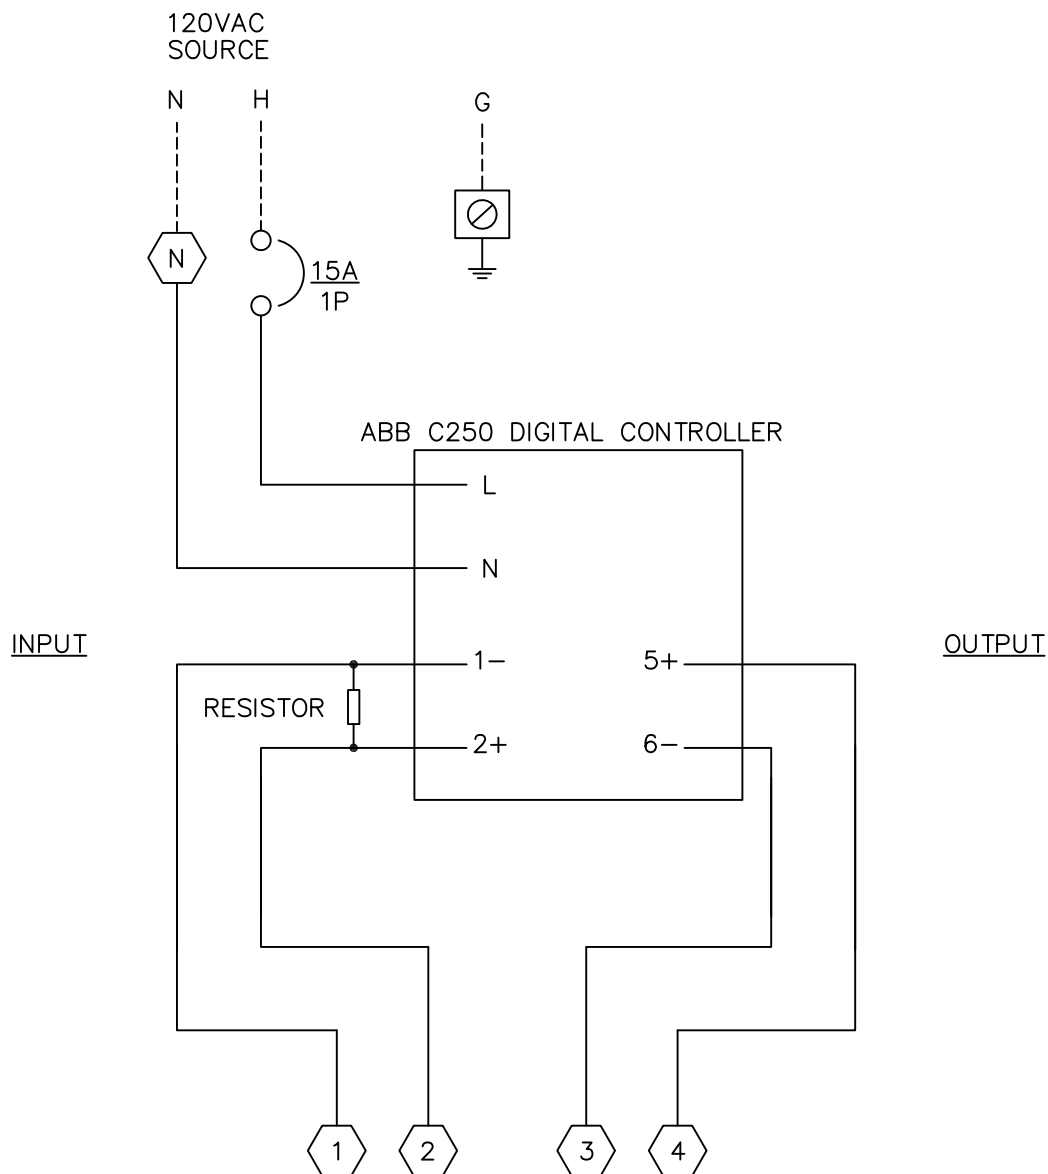 120VAC
SOURCE
N H G
N
15A
1P
ABB C250 DIGITAL CONTROLLER
L
N
INPUT
OUTPUT
1- 5+
RESISTOR
2+ 6-
1 2 3 4